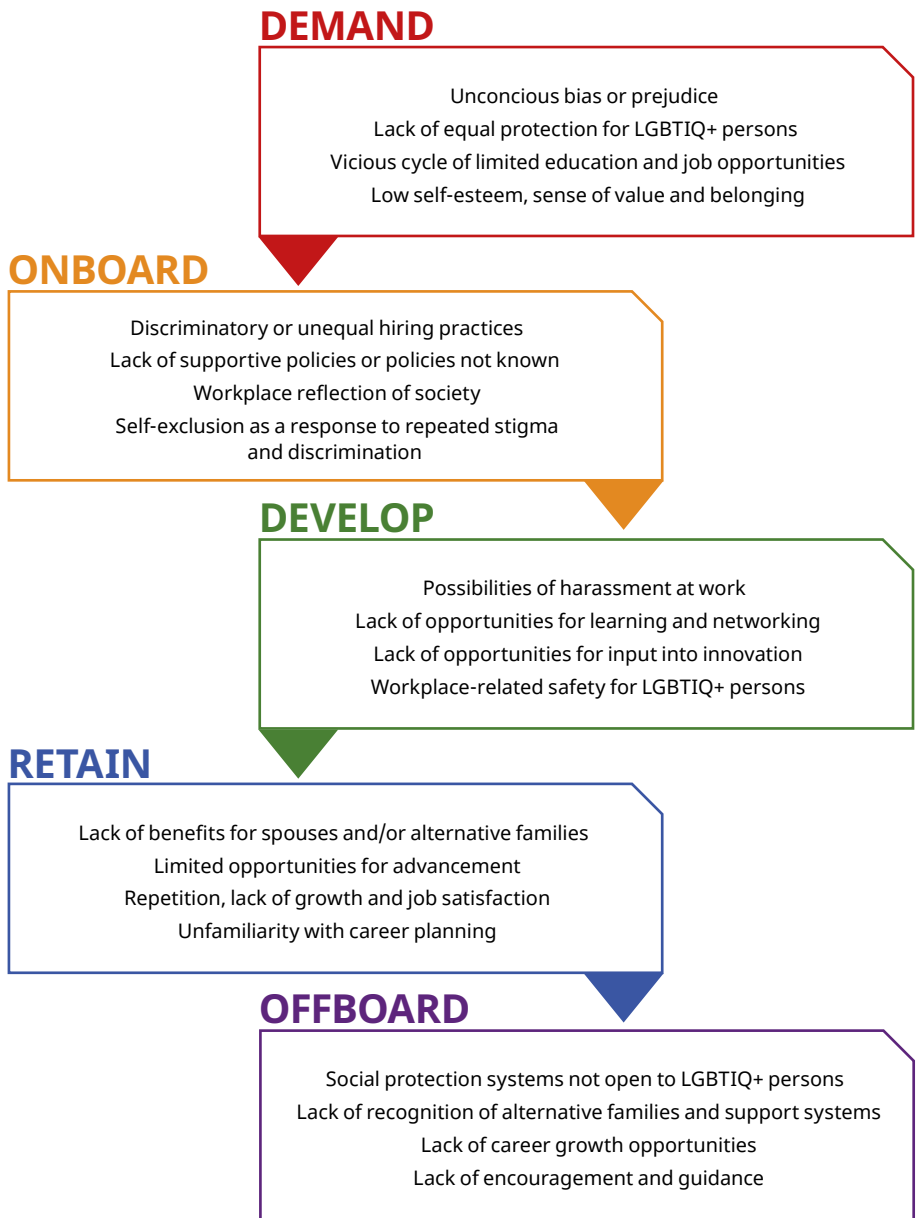 DEMAND
Unconcious bias or prejudice
Lack of equal protection for LGBTIQ+ persons
Vicious cycle of limited education and job opportunities
Low self-esteem, sense of value and belonging
ONBOARD
Discriminatory or unequal hiring practices
Lack of supportive policies or policies not known
Workplace reflection of society
Self-exclusion as a response to repeated stigma
and discrimination
DEVELOP
Possibilities of harassment at work
Lack of opportunities for learning and networking
Lack of opportunities for input into innovation
Workplace-related safety for LGBTIQ+ persons
RETAIN
Lack of benefits for spouses and/or alternative families
Limited opportunities for advancement
Repetition, lack of growth and job satisfaction
Unfamiliarity with career planning
OFFBOARD
Social protection systems not open to LGBTIQ+ persons
Lack of recognition of alternative families and support systems
Lack of career growth opportunities
Lack of encouragement and guidance